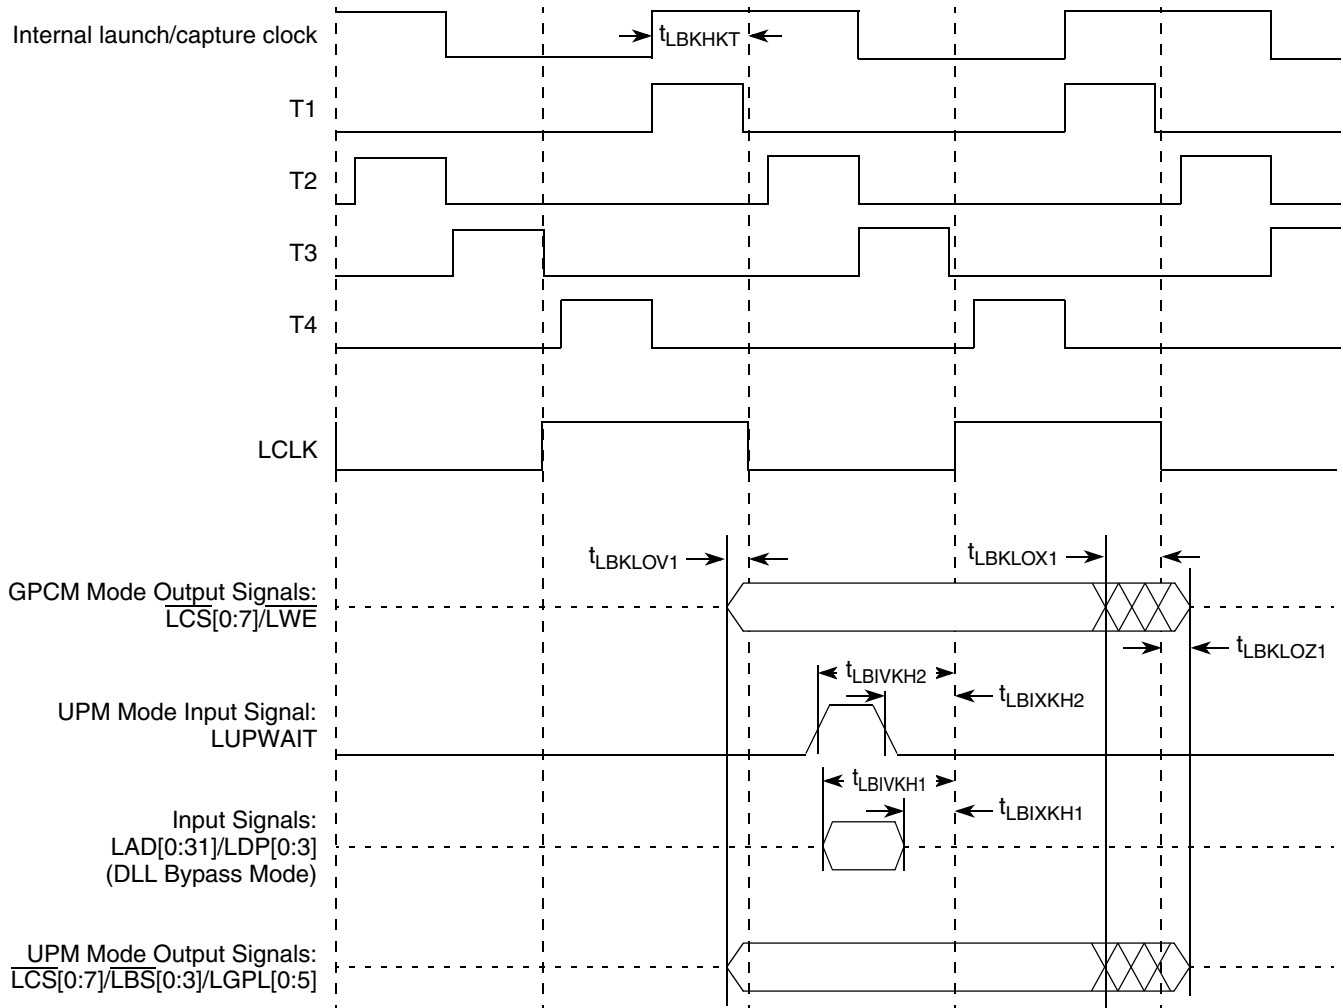 Internal launch/capture clock
tLBKHKT
T1
T2
T3
T4
LCLK
tLBKLOV1
tLBKLOX1
GPCM Mode Output Signals:
LCS[0:7]/LWE
tLBKLOZ1
tLBIVKH2
tLBIXKH2
UPM Mode Input Signal:
LUPWAIT
tLBIVKH1
tLBIXKH1
Input Signals:
LAD[0:31]/LDP[0:3]
(DLL Bypass Mode)
UPM Mode Output Signals:
LCS[0:7]/LBS[0:3]/LGPL[0:5]